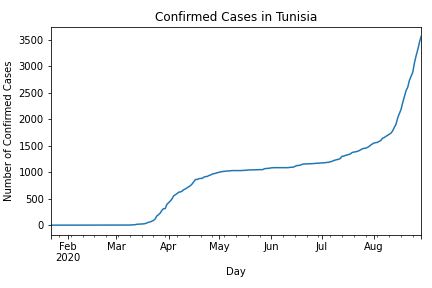 Confirmed Cases in Tunisia
Number of Confirmed Cases
3500
3000
2500
2000
1500
1000
500
0
Feb
2020
Mar
Apr
May
Jun
Jul
Aug
Day